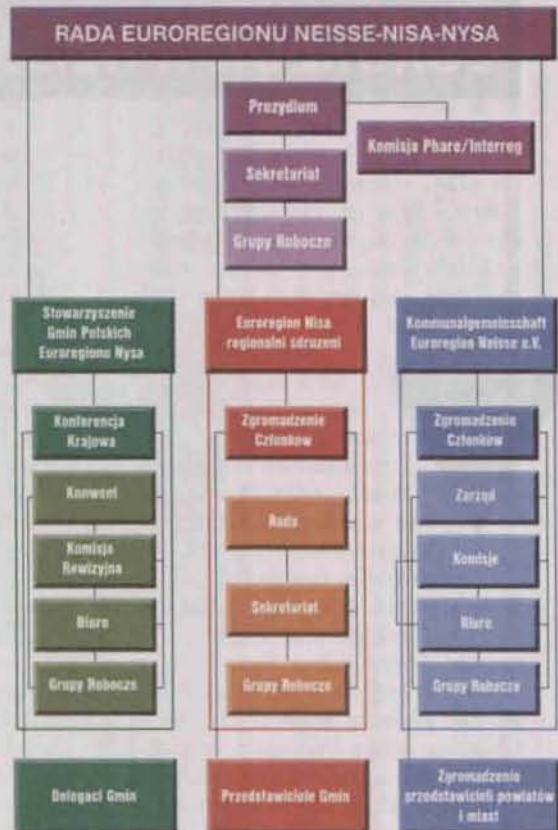 RADA EUROREGIONU NEISSE-NISA-NYSA
Prezydium
Komisja Phare/Interreg
Sekretariat
Grupy Robocze
Stowarzyszenie
Gmin Polskich
Euroregionu Nysa
Konferencja
Krajowa
Konwent
Komisja
Rewizyjna
Biuro
Grupy Robocze
Delegaci Gmin
Euroregion Nisa
regionalni sdruzeni
Zgromadzenie
Członków
Rada
Sekretariat
Grupy Robocze
Przedstawiciele Gmin
Kommunalgemeinschaft
Euroregion Neisse e.V.
Zgromadzenie
Członków
Zarząd
Komisje
Biuro
Grupy Robocze
Zgromadzenie
przedstawicieli powiatów
i miast